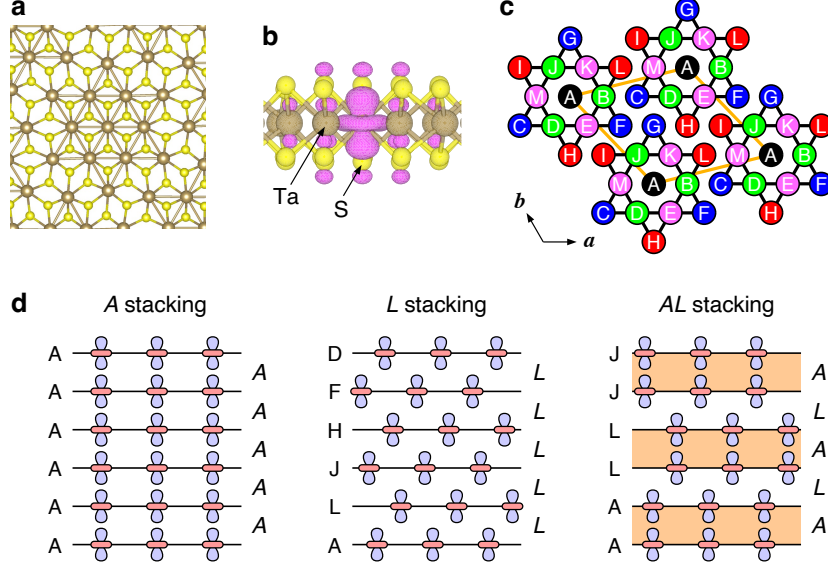 a
b
Ta
S
c
G
G I J K L
I J K L M A B
M A B C D E F G
C D E F G H I J K L
H I J K L M A B
M A B C D E F
C D E F H
H
b
a
d
A stacking
A
A
A
A
A
A
A
A
A
A
A
L stacking
D
L
F
L
H
L
J
L
L
L
A
AL stacking
J
A
J
L
L
A
L
L
A
A
A